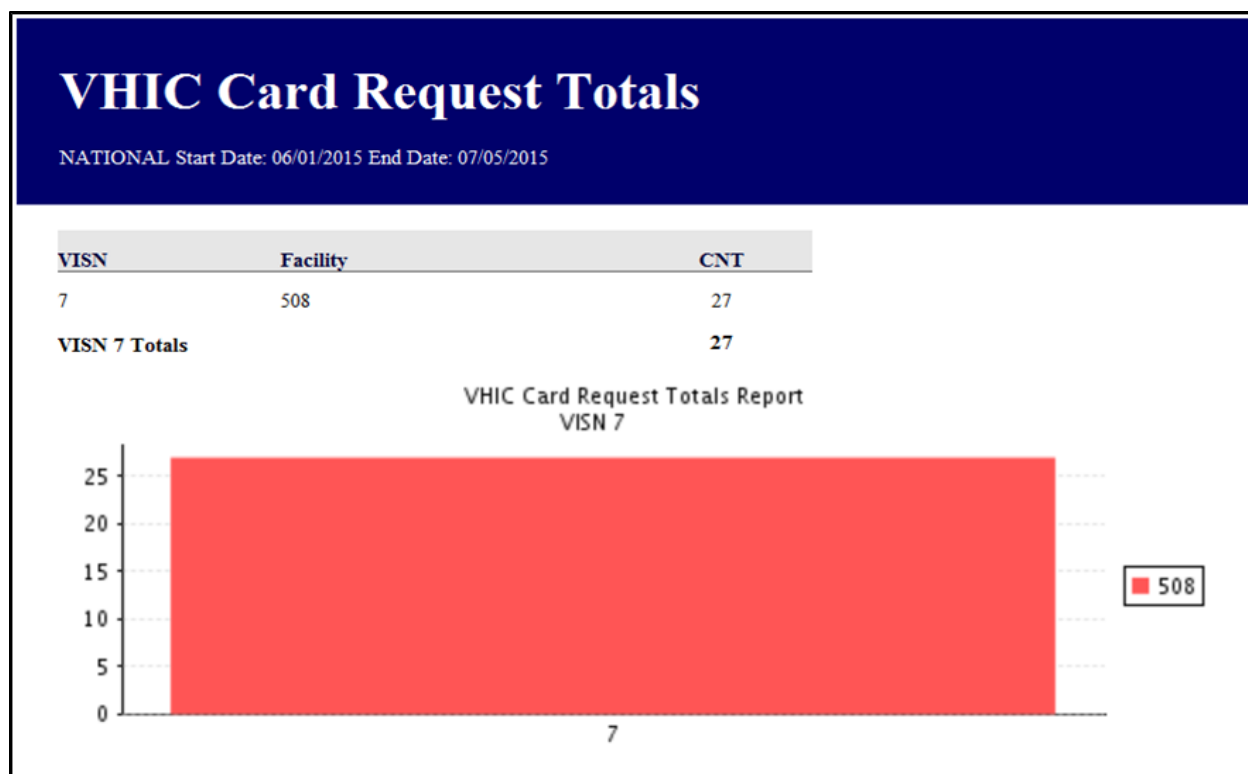 VHIC Card Request Totals
NATIONAL Start Date: 06/01/2015 End Date: 07/05/2015
VISN Facility CNT
7 508 27
VISN 7 Totals 27
VHIC Card Request Totals Report
VISN 7
25
20
15
10
5
0
7
508